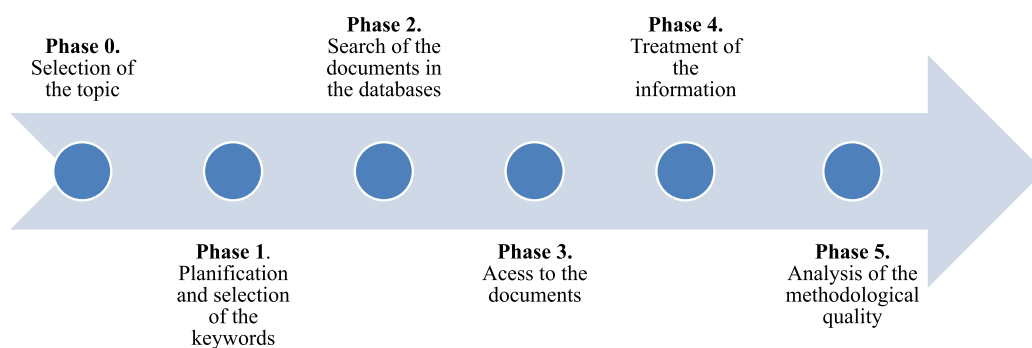 Phase 0.
Selection of
the topic
Phase 1.
Planification
and selection
of the
keywords
Phase 2.
Search of the
documents in
the databases
Phase 3.
Acess to the
documents
Phase 4.
Treatment of
the
information
Phase 5.
Analysis of the
methodological
quality